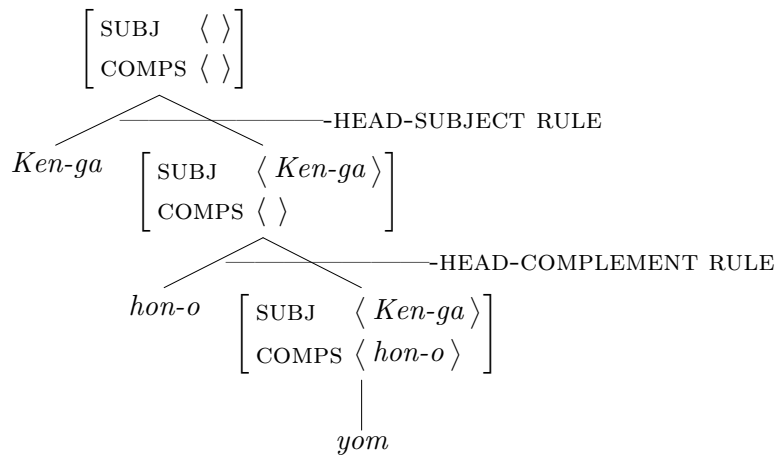 SUBJ ⟨ ⟩
COMPS ⟨ ⟩
-HEAD-SUBJECT RULE
Ken-ga
SUBJ ⟨ Ken-ga ⟩
COMPS ⟨ ⟩
-HEAD-COMPLEMENT RULE
hon-o
SUBJ ⟨ Ken-ga ⟩
COMPS ⟨ hon-o ⟩
yom